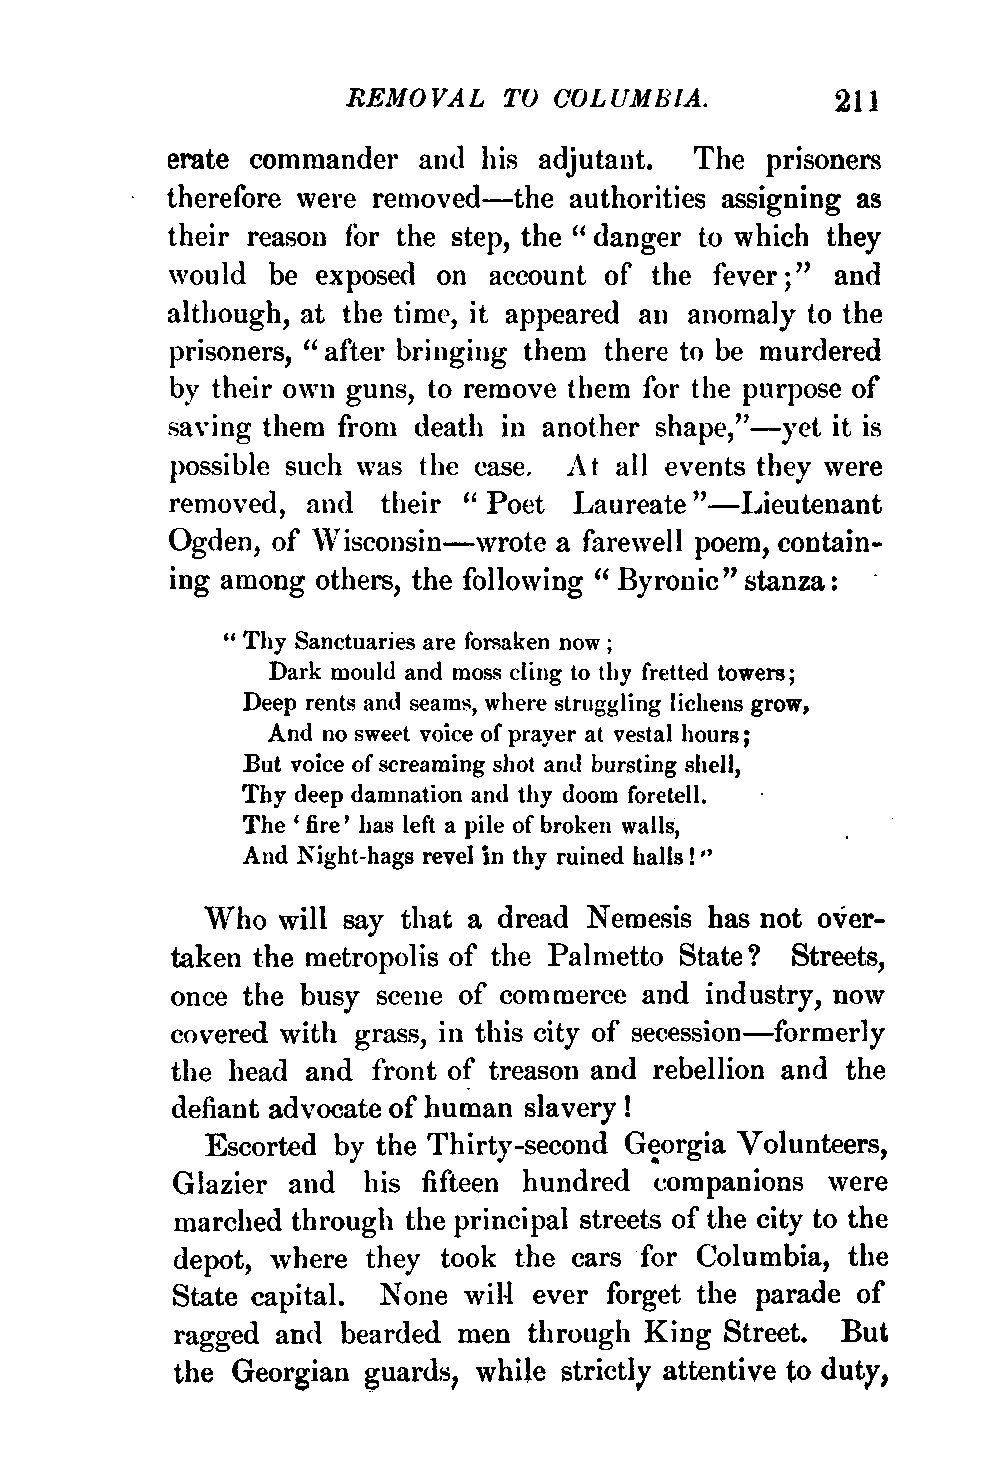 REMOVAL TO COLUMBIA. 211
erate commander and his adjutant. The prisoners
therefore were removed—the authorities assigning as
their reason for the step, the “ danger to which they
would be exposed on account of the fever ;” and
although, at the time, it appeared an anomaly to the
prisoners, “ after bringing them there to be murdered
by their own guns, to remove them for the purpose of
saving them from death in another shape,”—yet it is
possible such was the case. At all events they were
removed, and their “ Poet Laureate ”—Lieutenant
Ogden, of Wisconsin—wrote a farewell poem, contain-
ing among others, the following “ Byronic” stanza :
“ Thy Sanctuaries are forsaken now ;
Dark mould and moss cling to thy fretted towers;
Deep rents and seams, where struggling lichens grow,
And no sweet voice of prayer at vestal hours;
But voice of screaming shot and bursting shell,
Thy deep damnation and thy doom foretell.
The ‘ fire’ has left a pile of broken walls,
And Night-hags revel in thy ruined halls !”
Who will say that a dread Nemesis has not over-
taken the metropolis of the Palmetto State? Streets,
once the busy scene of commerce and industry, now
covered with grass, in this city of secession—formerly
the head and front of treason and rebellion and the
defiant advocate of human slavery !
Escorted by the Thirty-second Georgia Volunteers,
Glazier and his fifteen hundred companions were
marched through the principal streets of the city to the
depot, where they took the cars for Columbia, the
State capital. None will ever forget the parade of
ragged and bearded men through King Street. But
the Georgian guards, while strictly attentive to duty,